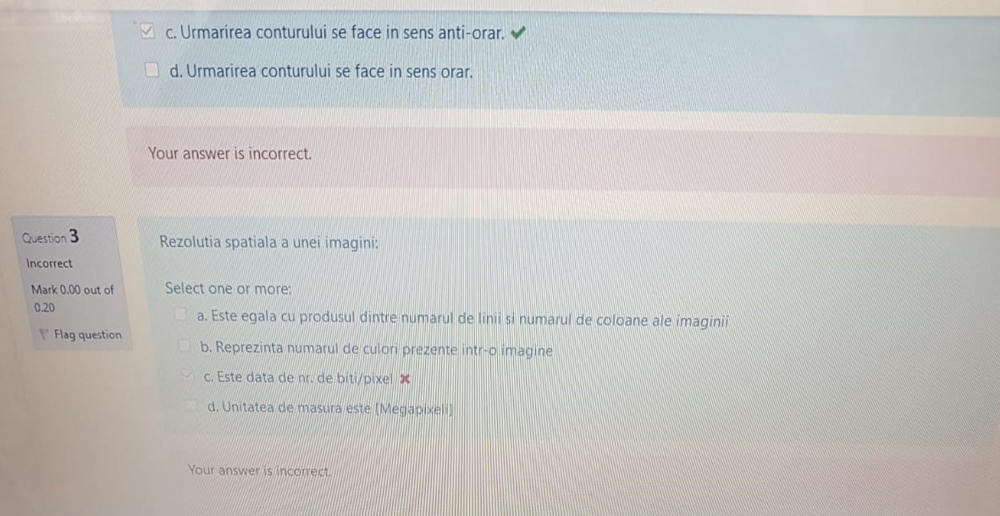 c. Urmarirea conturului se face in sens anti-orar.
d. Urmarirea conturului se face in sens orar.
Your answer is incorrect.
Question 3
Incorrect
Mark 0.00 out of
0.20
Flag question
Rezolutia spatiala a unei imagini:
Select one or more:
a. Este egala cu produsul dintre numarul de linii si numarul de coloane ale imaginii
b. Reprezinta numarul de culori prezente intr-o imagine
c. Este data de nr. de biti/pixel
d. Unitatea de masura este [Megapixeli]
Your answer is incorrect.